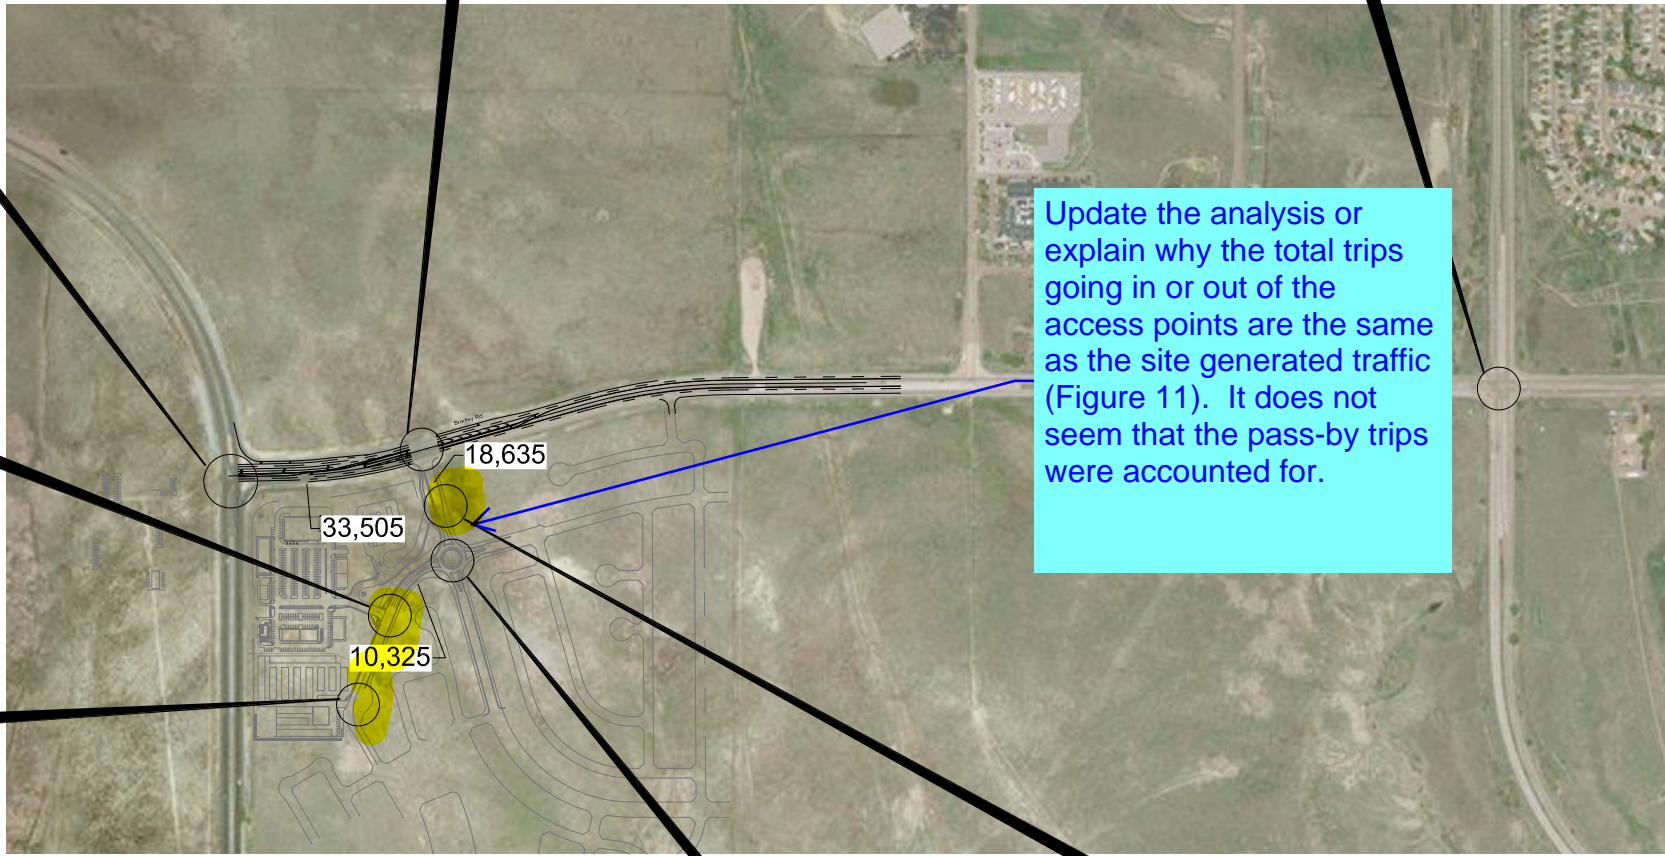 Update the analysis or
explain why the total trips
going in or out of the
access points are the same
as the site generated traffic
(Figure 11).  It does not
seem that the pass-by trips
were accounted for.
Bradley Rd.
18,635
33,505
10,325